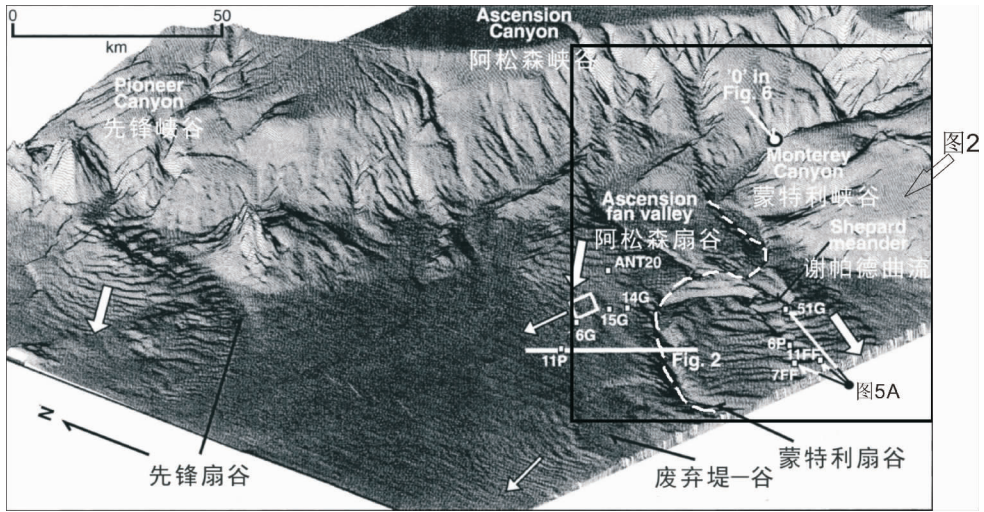 0
50
km
Ascension
Canyon
阿松森峡谷
Pioneer
Canyon
先锋峡谷
'0' in
Fig. 6
图2
Monterey
Canyon
蒙特利峡谷
Ascension
fan valley
阿松森扇谷
Shepard
meander
谢帕德曲流
ANT20
14G
15G
51G
6G
6P
11FF
7FF
11P
Fig. 2
图5A
N
先锋扇谷
废弃堤一谷
蒙特利扇谷